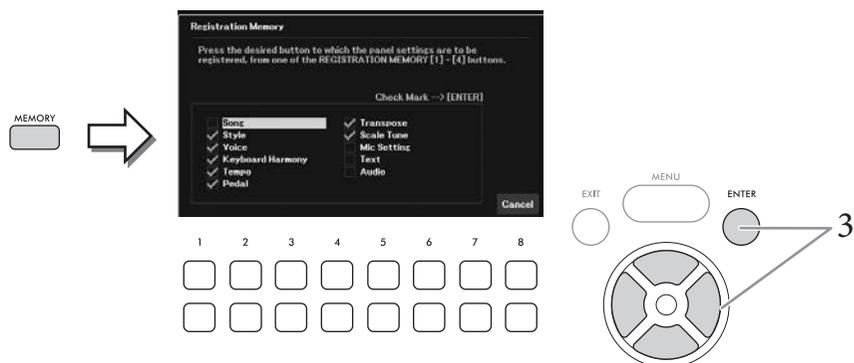 MEMORY
Registration Memory
Press the desired button to which the panel settings are to be
registered, from one of the REGISTRATION MEMORY [1] - [4] buttons.
Check Mark --> [ENTER]
Song
Style
Voice
Keyboard Harmony
Tempo
Pedal
Transpose
Scale Tune
Mic Setting
Text
Audio
Cancel
1 2 3 4 5 6 7 8
EXIT
MENU
ENTER
3